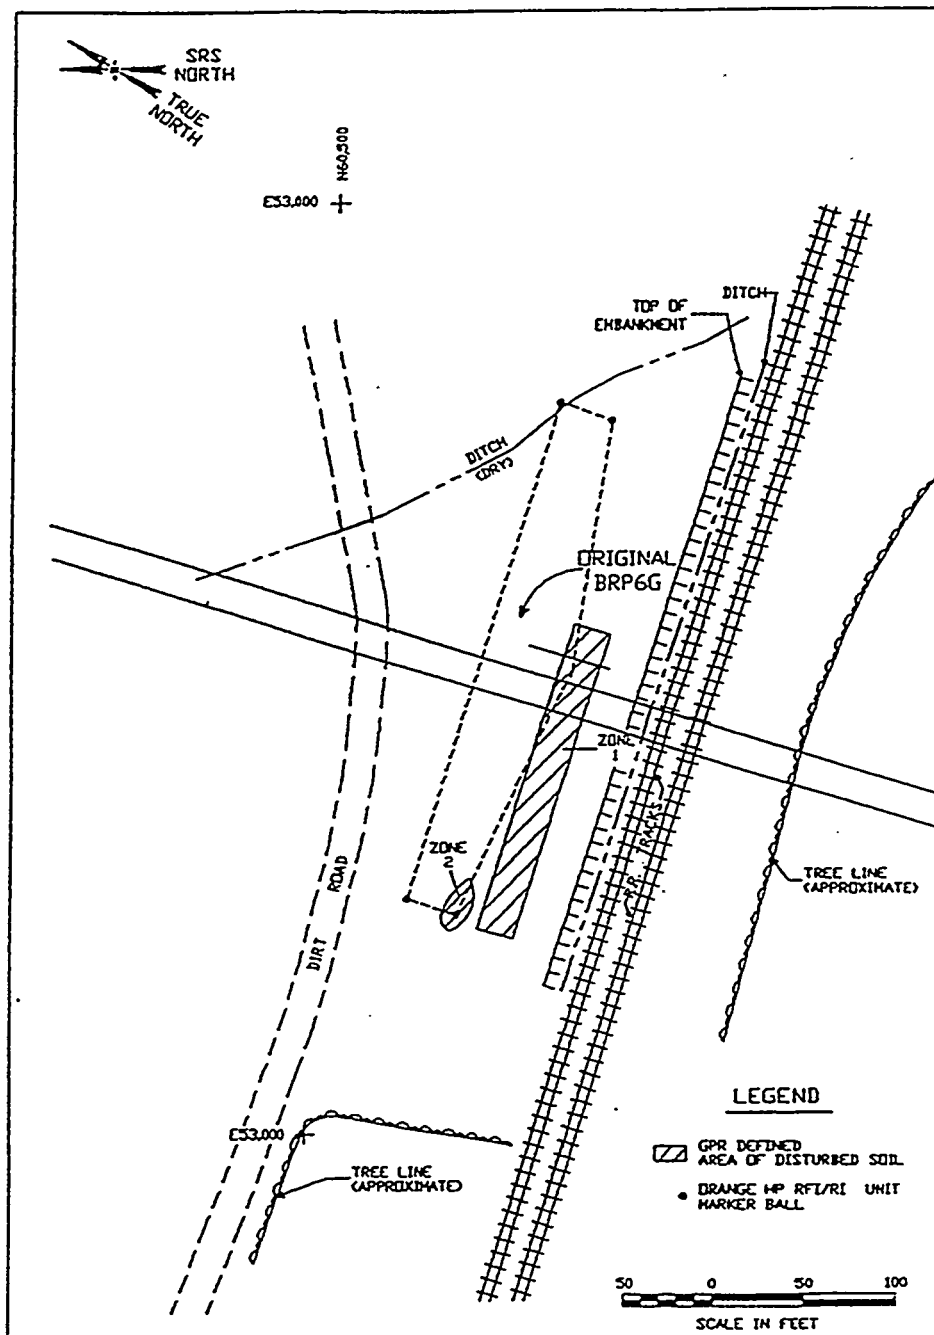 SRS
NORTH
TRUE
NORTH
N60,500
E53,000
DITCH
TOP OF
EMBANKMENT
DITCH
(DRY)
ORIGINAL
BRP6G
ZONE
1
ZONE
2
R.R. TRACKS
ROAD
DIRT
TREE LINE
(APPROXIMATE)
E53,000
TREE LINE
(APPROXIMATE)
LEGEND
GPR DEFINED
AREA OF DISTURBED SOIL
ORANGE HP RFI/RI UNIT
MARKER BALL
50 0 50 100
SCALE IN FEET